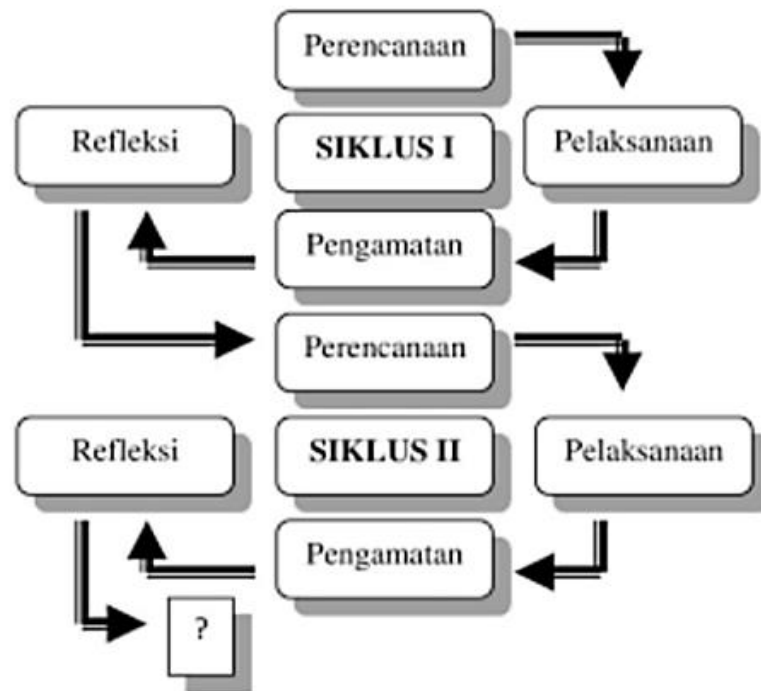 Perencanaan
Refleksi
SIKLUS I
Pelaksanaan
Pengamatan
Perencanaan
Refleksi
SIKLUS II
Pelaksanaan
Pengamatan
?